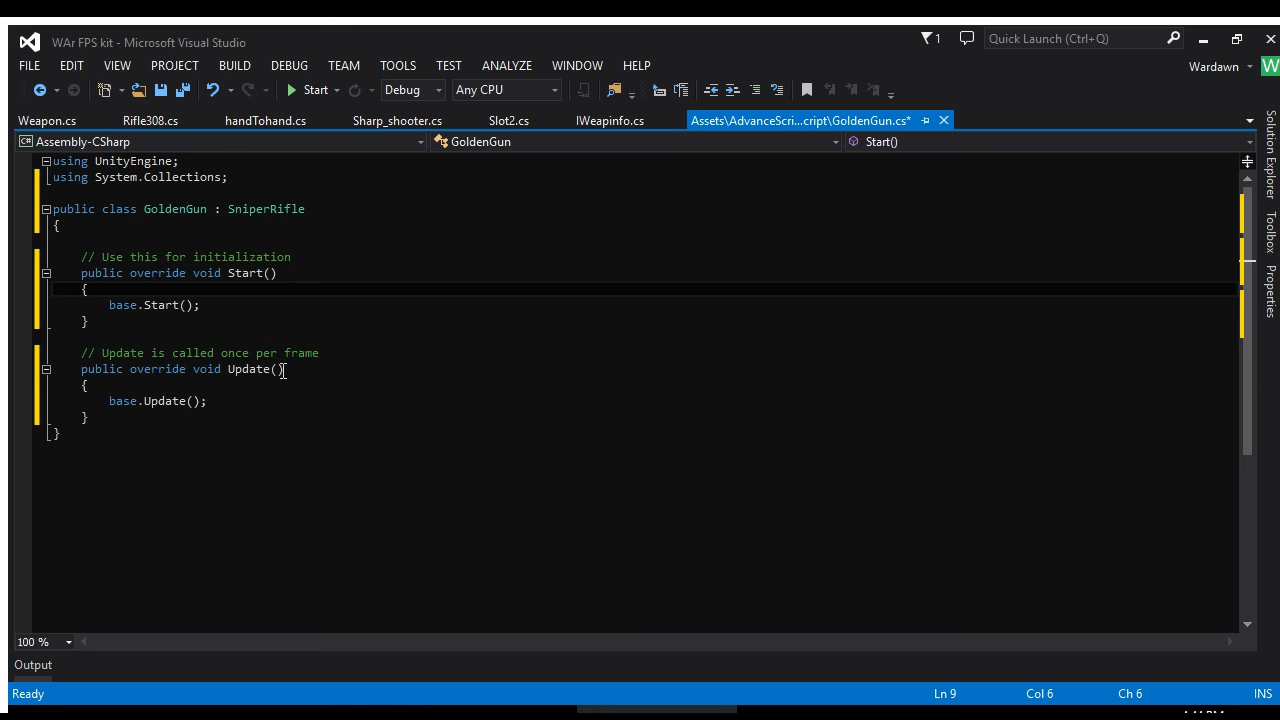 WAr FPS kit - Microsoft Visual Studio
1
Quick Launch (Ctrl+Q)
FILE EDIT VIEW PROJECT BUILD DEBUG TEAM TOOLS TEST ANALYZE WINDOW HELP
Wardawn W
Start Debug Any CPU
Weapon.cs Rifle308.cs handTohand.cs Sharp_shooter.cs Slot2.cs IWeapinfo.cs Assets\AdvanceScri...cript\GoldenGun.cs*
C# Assembly-CSharp GoldenGun Start()
using UnityEngine;
using System.Collections;
public class GoldenGun : SniperRifle
{
// Use this for initialization
public override void Start()
{
base.Start();
}
// Update is called once per frame
public override void Update()
{
base.Update();
}
}
Solution Explorer
Toolbox
Properties
100 %
Output
Ready Ln 9 Col 6 Ch 6 INS